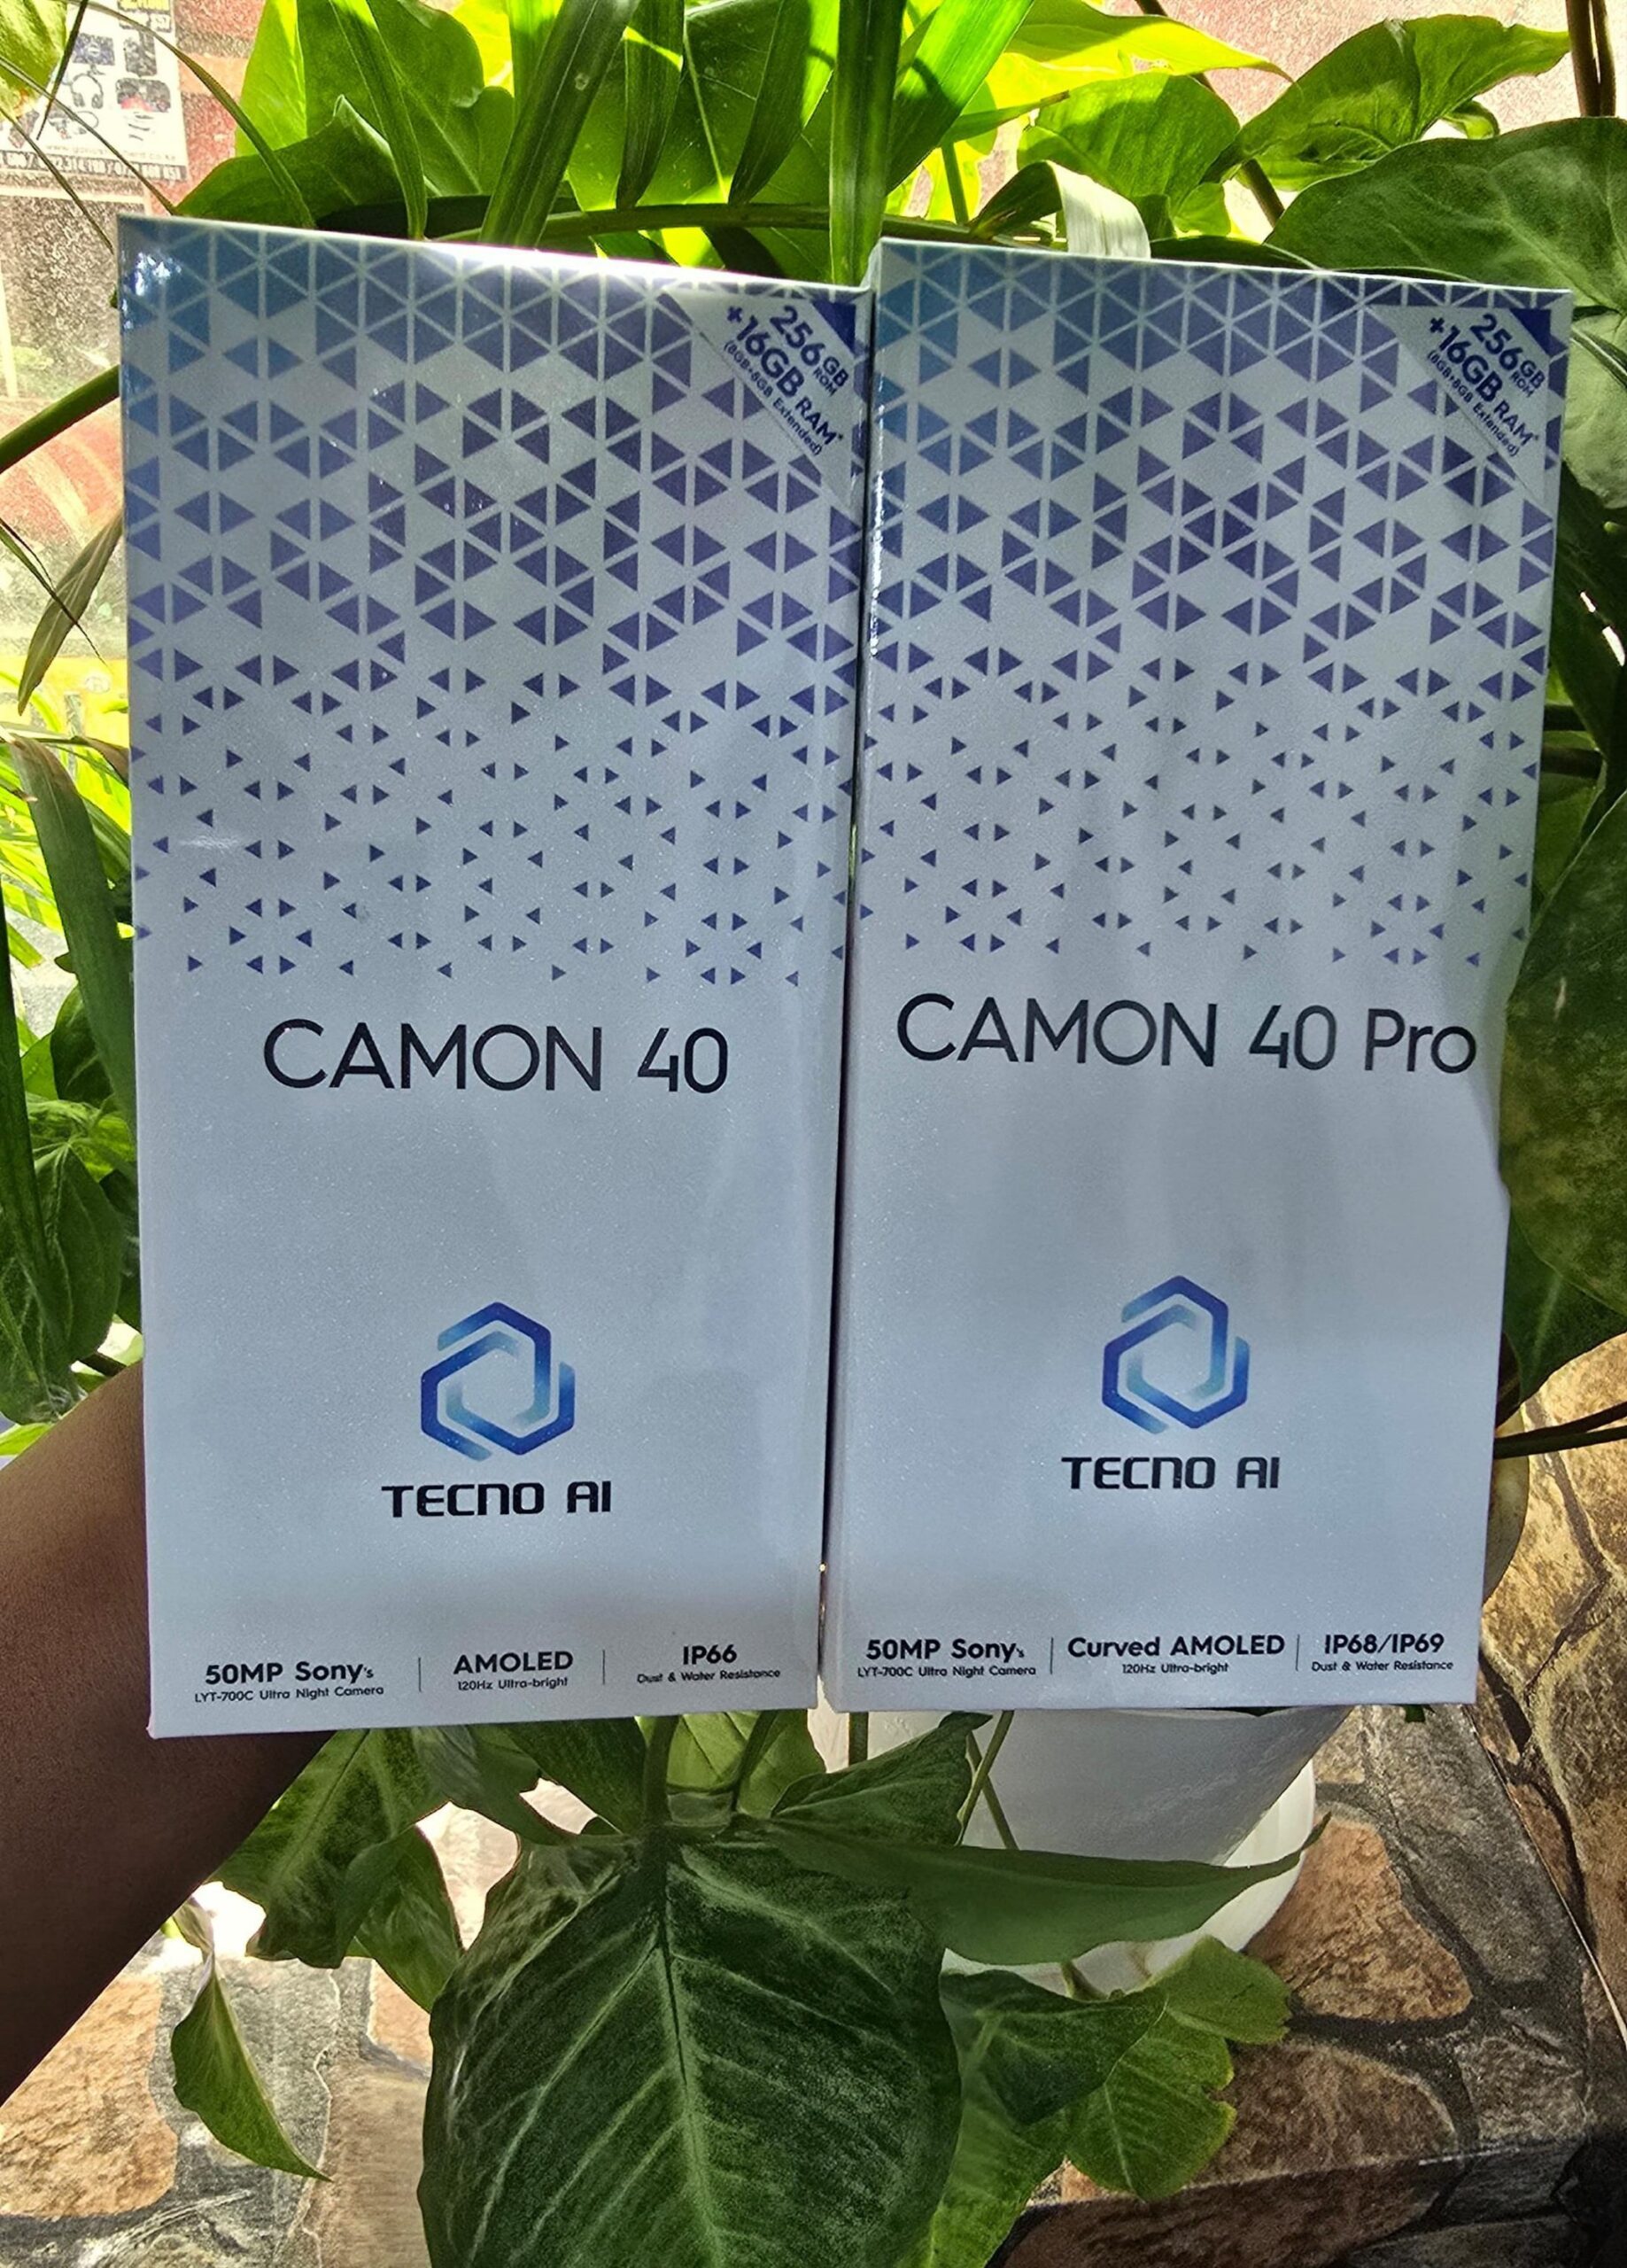 256GB
ROM
+16GB RAM*
(8GB+8GB Extended)
CAMON 40
TECNO AI
50MP Sony's
LYT-700C Ultra Night Camera
AMOLED
120Hz Ultra-bright
IP66
Dust & Water Resistance
256GB
ROM
+16GB RAM*
(8GB+8GB Extended)
CAMON 40 Pro
TECNO AI
50MP Sony's
LYT-700C Ultra Night Camera
Curved AMOLED
120Hz Ultra-bright
IP68/IP69
Dust & Water Resistance